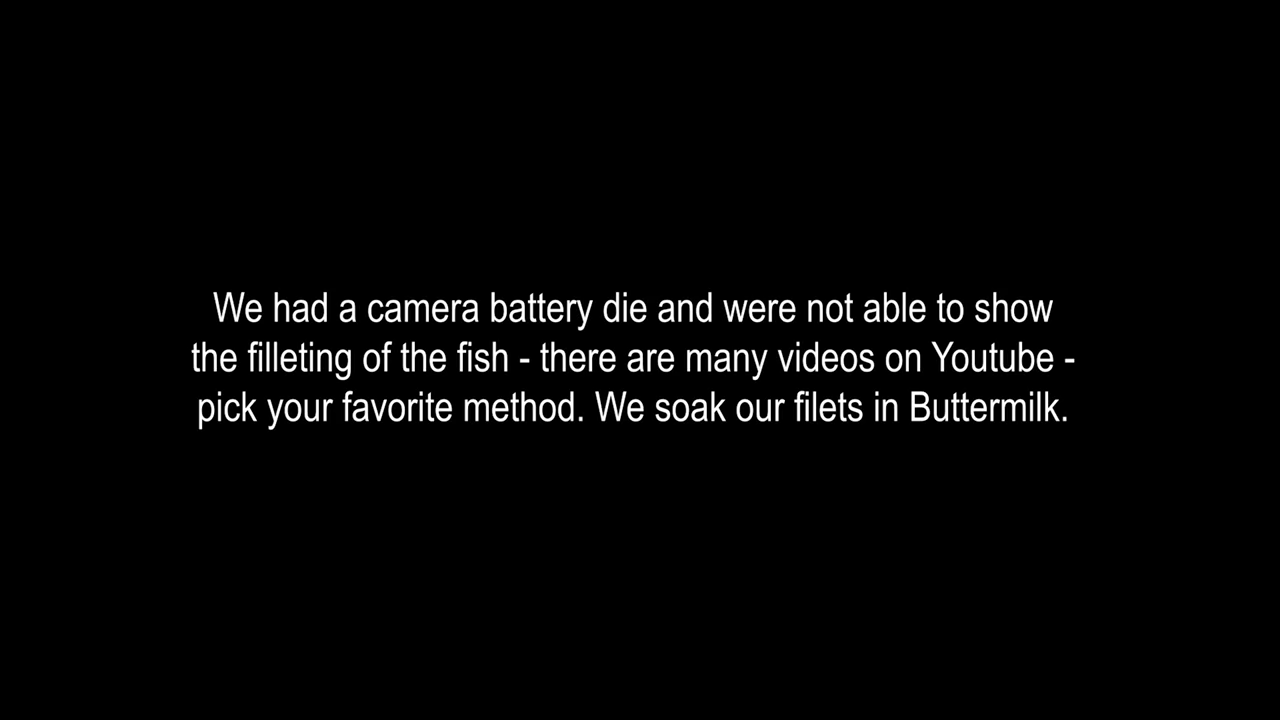 We had a camera battery die and were not able to show
the filleting of the fish - there are many videos on Youtube -
pick your favorite method. We soak our filets in Buttermilk.